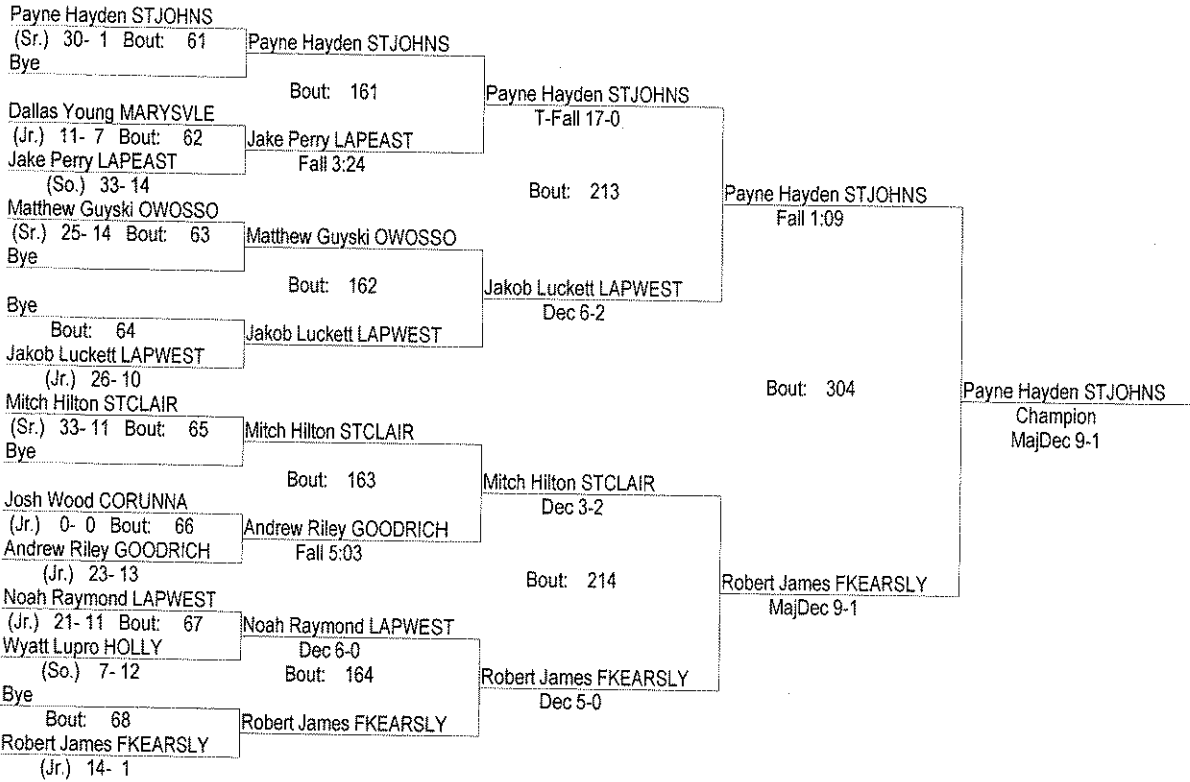 Payne Hayden STJOHNS
(Sr.) 30- 1 Bout: 61
Bye
Payne Hayden STJOHNS
Bout: 161
Dallas Young MARYSVLE
(Jr.) 11- 7 Bout: 62
Jake Perry LAPEAST
(So.) 33- 14
Jake Perry LAPEAST
Fall 3:24
Payne Hayden STJOHNS
T-Fall 17-0
Matthew Guyski OWOSSO
(Sr.) 25- 14 Bout: 63
Bye
Matthew Guyski OWOSSO
Bout: 162
Bye
Bout: 64
Jakob Luckett LAPWEST
(Jr.) 26- 10
Jakob Luckett LAPWEST
Jakob Luckett LAPWEST
Dec 6-2
Bout: 213
Payne Hayden STJOHNS
Fall 1:09
Mitch Hilton STCLAIR
(Sr.) 33- 11 Bout: 65
Bye
Mitch Hilton STCLAIR
Bout: 163
Josh Wood CORUNNA
(Jr.) 0- 0 Bout: 66
Andrew Riley GOODRICH
(Jr.) 23- 13
Andrew Riley GOODRICH
Fall 5:03
Mitch Hilton STCLAIR
Dec 3-2
Noah Raymond LAPWEST
(Jr.) 21- 11 Bout: 67
Wyatt Lupro HOLLY
(So.) 7- 12
Noah Raymond LAPWEST
Dec 6-0
Bout: 164
Bye
Bout: 68
Robert James FKEARSLY
(Jr.) 14- 1
Robert James FKEARSLY
Robert James FKEARSLY
Dec 5-0
Bout: 214
Robert James FKEARSLY
MajDec 9-1
Bout: 304
Payne Hayden STJOHNS
Champion
MajDec 9-1